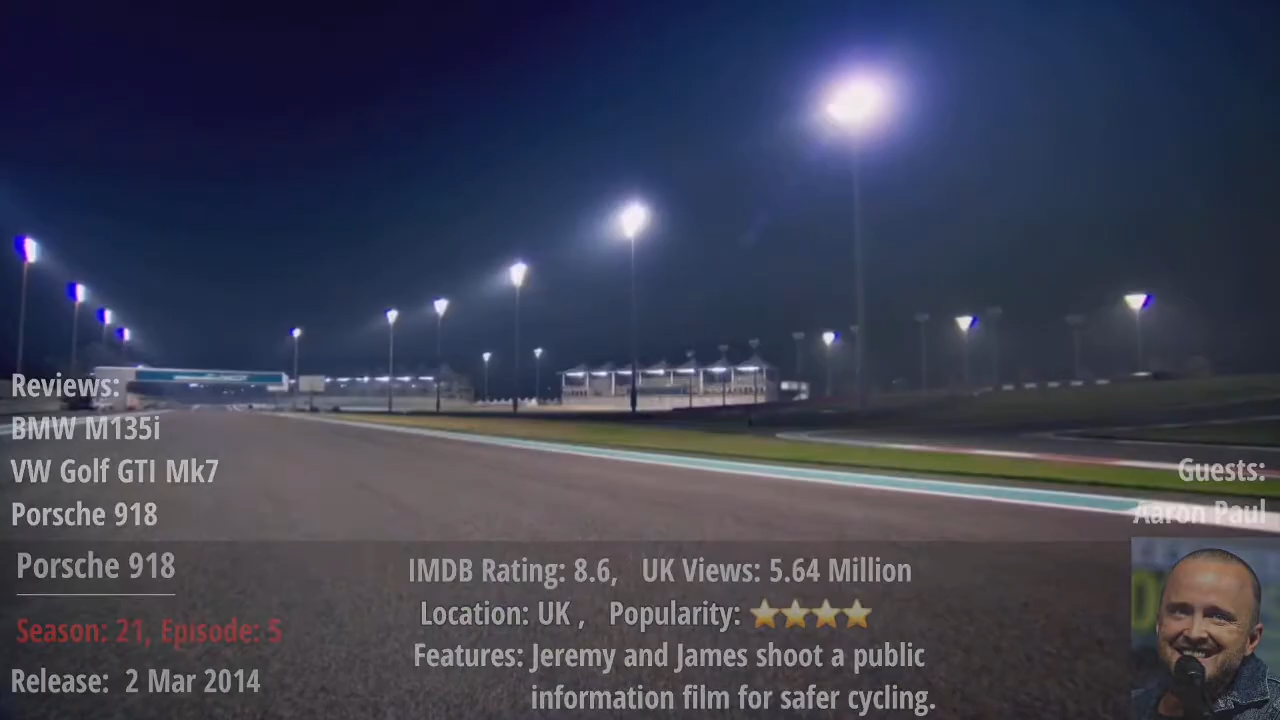 Reviews:
BMW M135i
VW Golf GTI Mk7
Porsche 918
Guests:
Aaron Paul
Porsche 918
Season: 21, Episode: 5
Release: 2 Mar 2014
IMDB Rating: 8.6, UK Views: 5.64 Million
Location: UK , Popularity: ⭐⭐⭐⭐
Features: Jeremy and James shoot a public
information film for safer cycling.